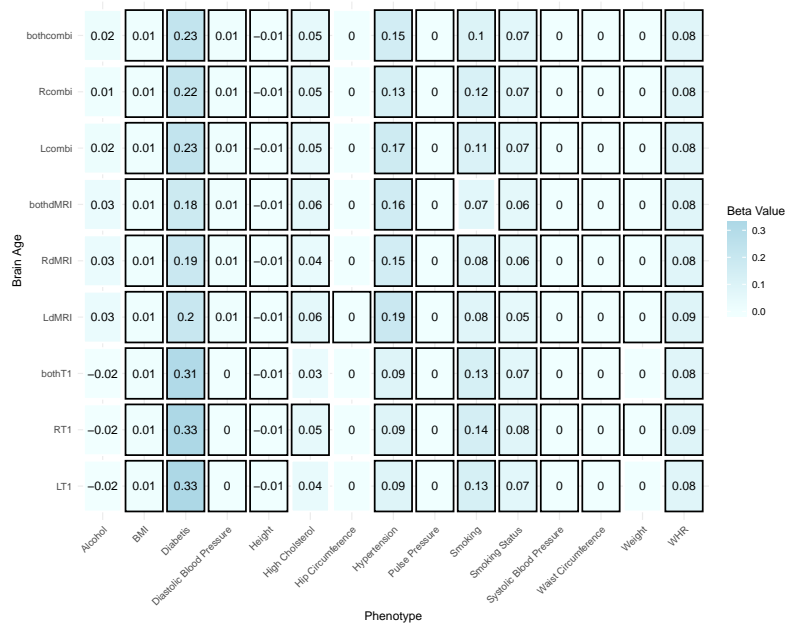 bothcombi 0.02 0.01 0.23 0.01 −0.01 0.05 0 0.15 0 0.1 0.07 0 0 0 0.08
Rcombi 0.01 0.01 0.22 0.01 −0.01 0.05 0 0.13 0 0.12 0.07 0 0 0 0.08
Lcombi 0.02 0.01 0.23 0.01 −0.01 0.05 0 0.17 0 0.11 0.07 0 0 0 0.08
bothdMRI 0.03 0.01 0.18 0.01 −0.01 0.06 0 0.16 0 0.07 0.06 0 0 0 0.08
RdMRI 0.03 0.01 0.19 0.01 −0.01 0.04 0 0.15 0 0.08 0.06 0 0 0 0.08
LdMRI 0.03 0.01 0.2 0.01 −0.01 0.06 0 0.19 0 0.08 0.05 0 0 0 0.09
bothT1 −0.02 0.01 0.31 0 −0.01 0.03 0 0.09 0 0.13 0.07 0 0 0 0.08
RT1 −0.02 0.01 0.33 0 −0.01 0.05 0 0.09 0 0.14 0.08 0 0 0 0.09
LT1 −0.02 0.01 0.33 0 −0.01 0.04 0 0.09 0 0.13 0.07 0 0 0 0.08
Brain Age
Alcohol
BMI
Diabetis
Diastolic Blood Pressure
Height
High Cholsterol
Hip Circumference
Hypertension
Pulse Pressure
Smoking
Smoking Status
Systolic Blood Pressure
Waist Circumference
Weight
WHR
Phenotype
Beta Value
0.3
0.2
0.1
0.0